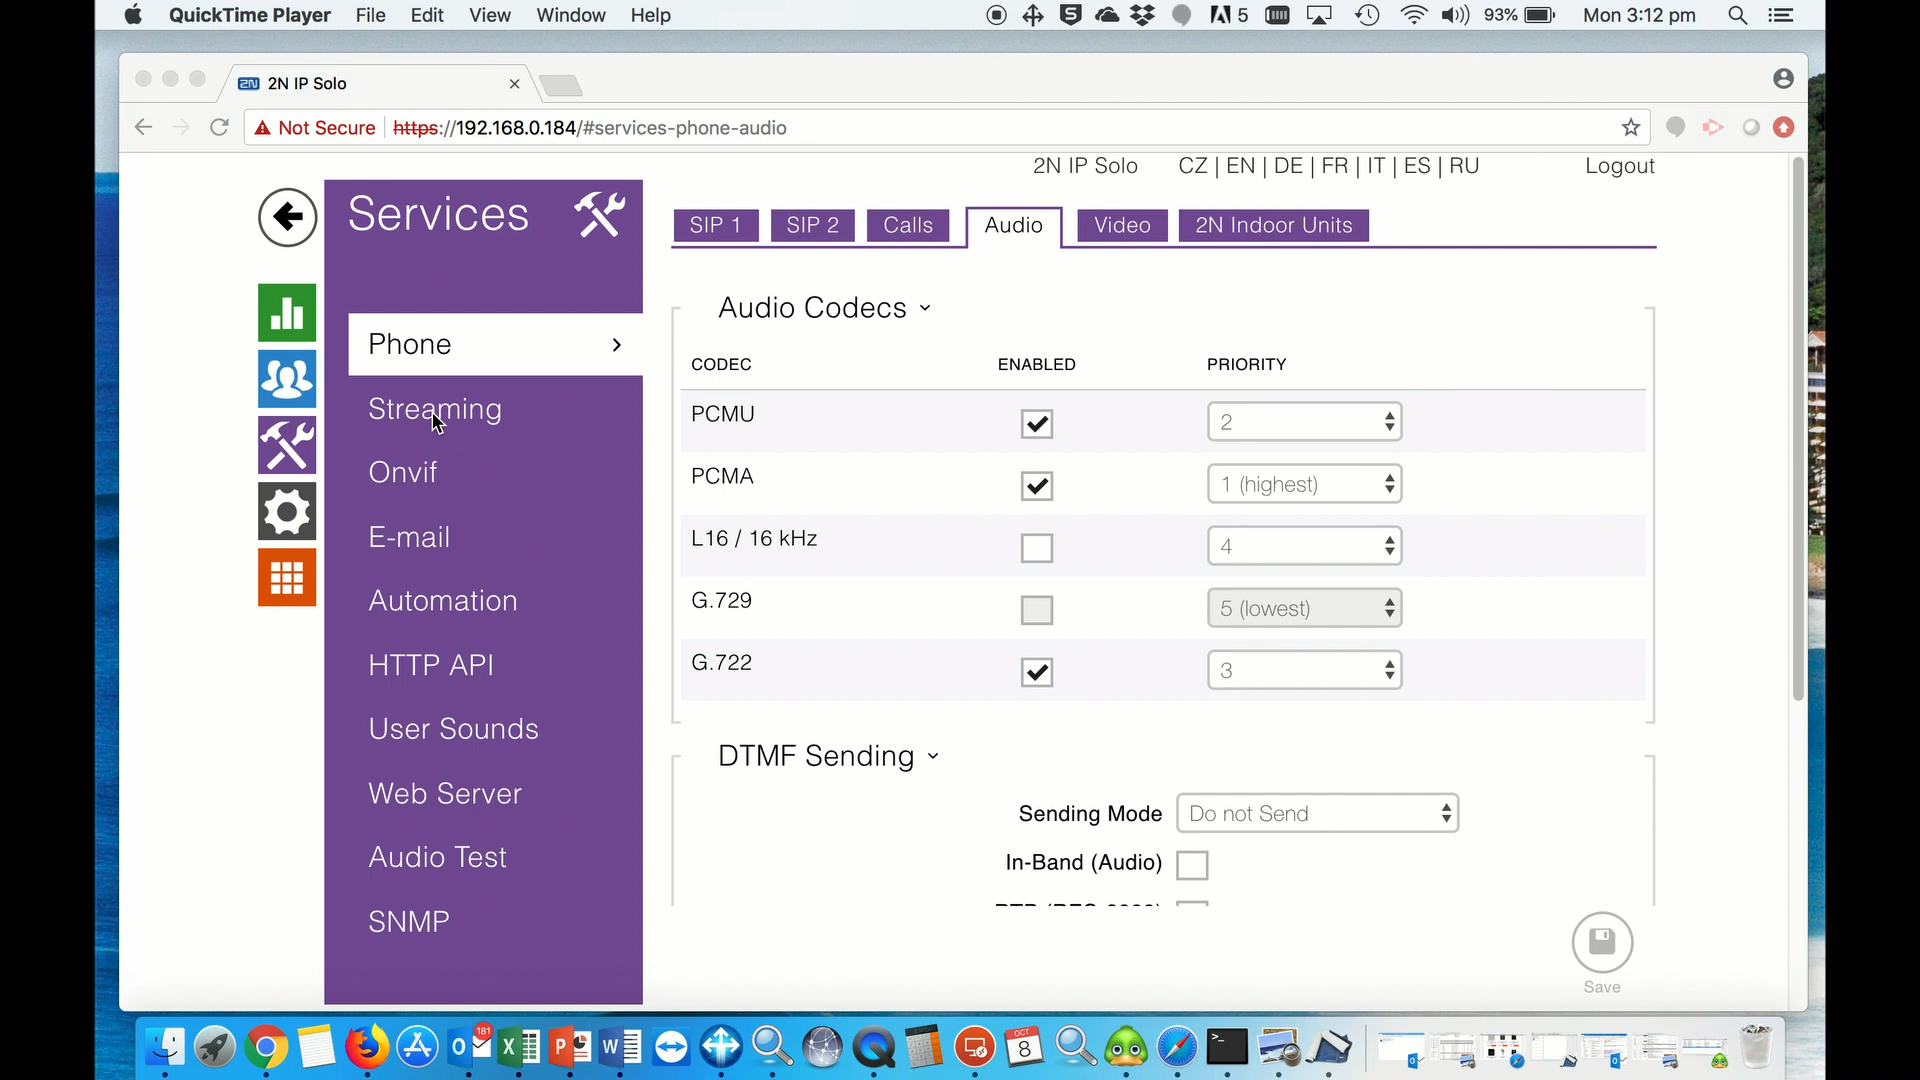 QuickTime Player File Edit View Window Help 5 93% Mon 3:12 pm
2N 2N IP Solo
Not Secure https://192.168.0.184/#services-phone-audio
2N IP Solo CZ | EN | DE | FR | IT | ES | RU Logout
Services
SIP 1 SIP 2 Calls Audio Video 2N Indoor Units
Phone
Streaming
Onvif
E-mail
Automation
HTTP API
User Sounds
Web Server
Audio Test
SNMP
Audio Codecs
CODEC ENABLED PRIORITY
PCMU 2
PCMA 1 (highest)
L16 / 16 kHz 4
G.729 5 (lowest)
G.722 3
DTMF Sending
Sending Mode Do not Send
In-Band (Audio)
Save
181
OCT
8